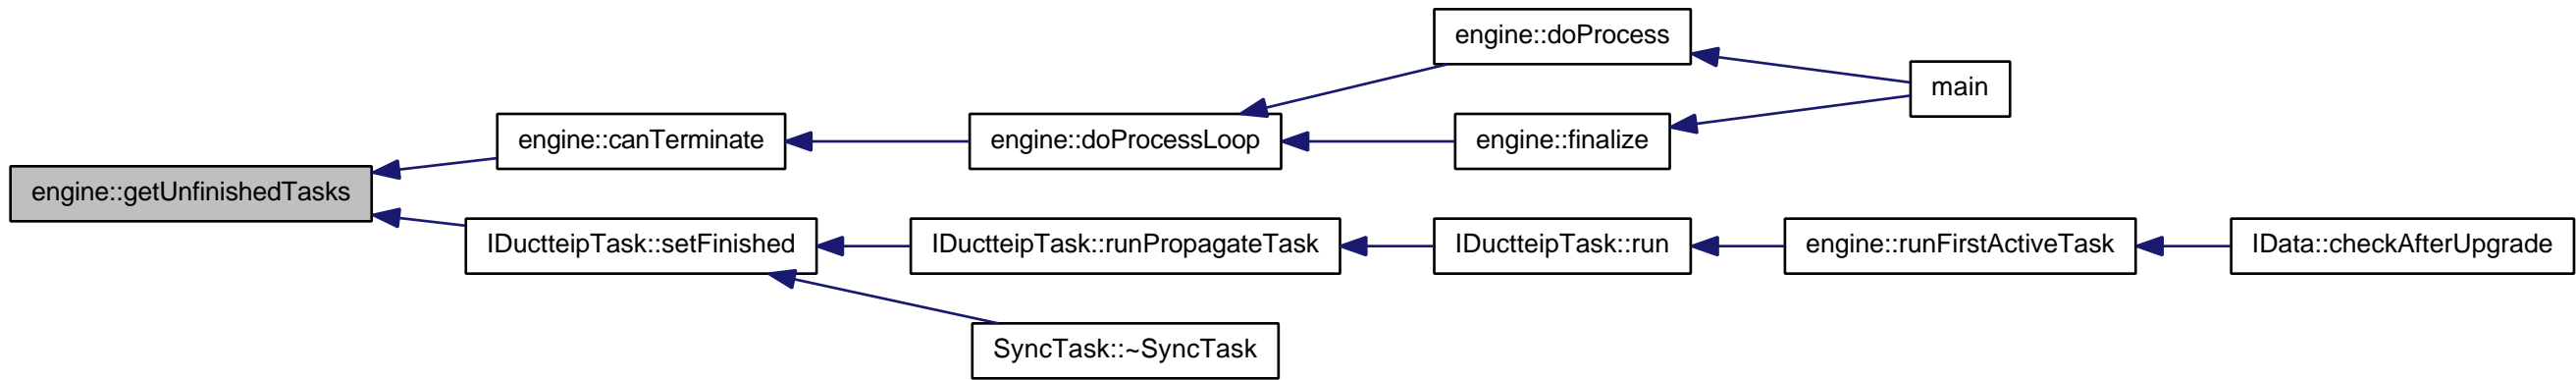 engine::doProcess
main
engine::canTerminate
engine::doProcessLoop
engine::finalize
engine::getUnfinishedTasks
IDuctteipTask::setFinished
IDuctteipTask::runPropagateTask
IDuctteipTask::run
engine::runFirstActiveTask
IData::checkAfterUpgrade
SyncTask::~SyncTask